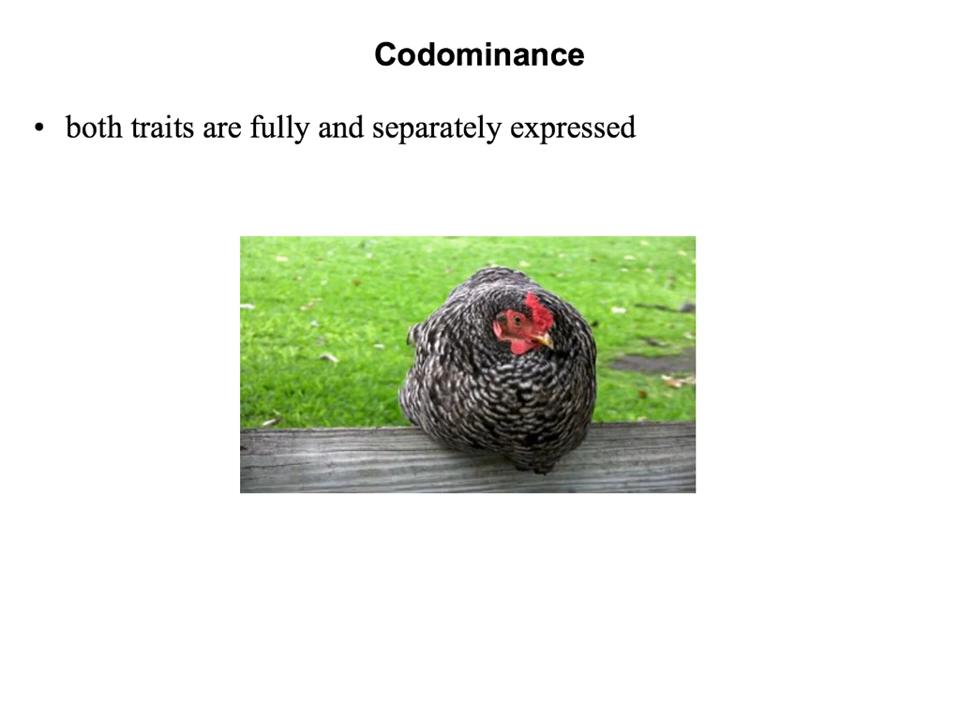 Codominance
• both traits are fully and separately expressed